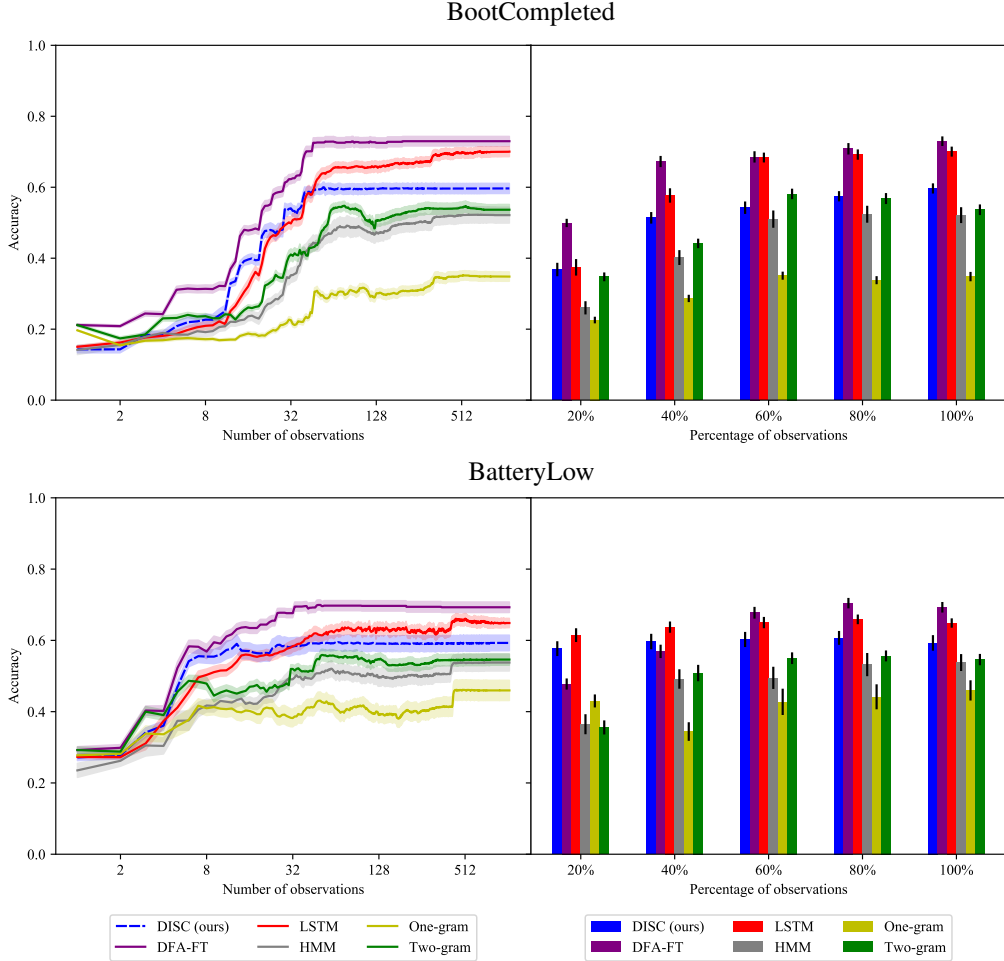 BootCompleted
1.0
0.8
0.6
0.4
0.2
0.0
Accuracy
2 8 32 128 512
Number of observations
20% 40% 60% 80% 100%
Percentage of observations
BatteryLow
1.0
0.8
0.6
0.4
0.2
0.0
Accuracy
2 8 32 128 512
Number of observations
20% 40% 60% 80% 100%
Percentage of observations
DISC (ours) LSTM One-gram
DFA-FT HMM Two-gram
DISC (ours) LSTM One-gram
DFA-FT HMM Two-gram